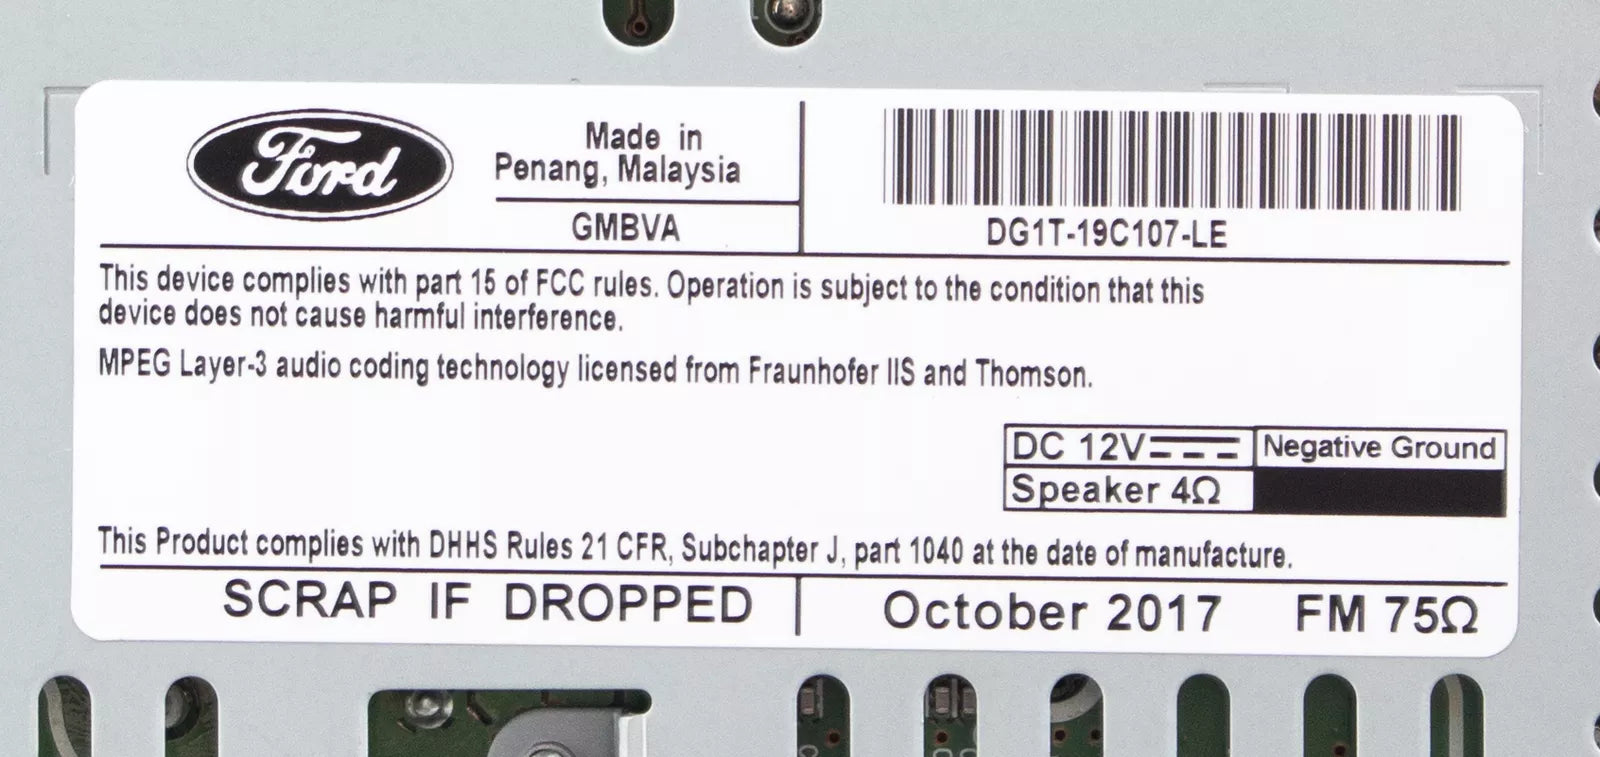 Ford
Made in
Penang, Malaysia
GMBVA
DG1T-19C107-LE
This device complies with part 15 of FCC rules. Operation is subject to the condition that this
device does not cause harmful interference.
MPEG Layer-3 audio coding technology licensed from Fraunhofer IIS and Thomson.
DC 12V Negative Ground
Speaker 4Ω
This Product complies with DHHS Rules 21 CFR, Subchapter J, part 1040 at the date of manufacture.
SCRAP IF DROPPED
October 2017 FM 75Ω